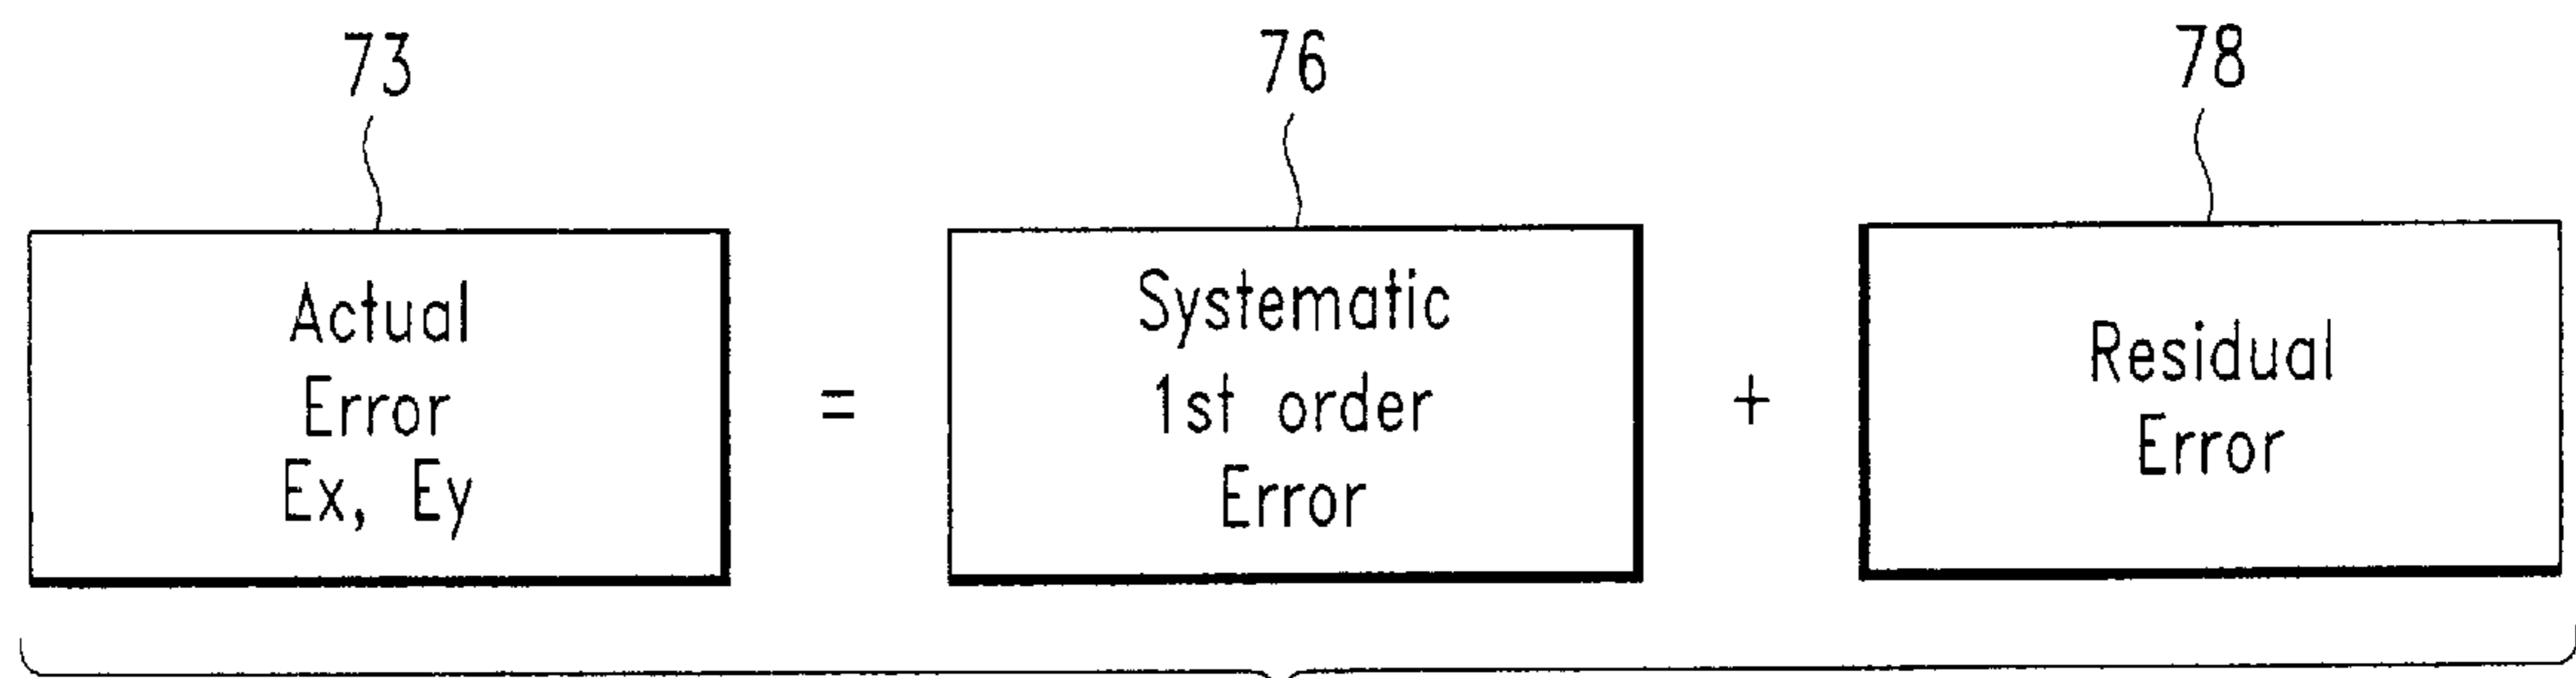 73
76
78
Actual
Error
Ex, Ey
=
Systematic
1st order
Error
+
Residual
Error